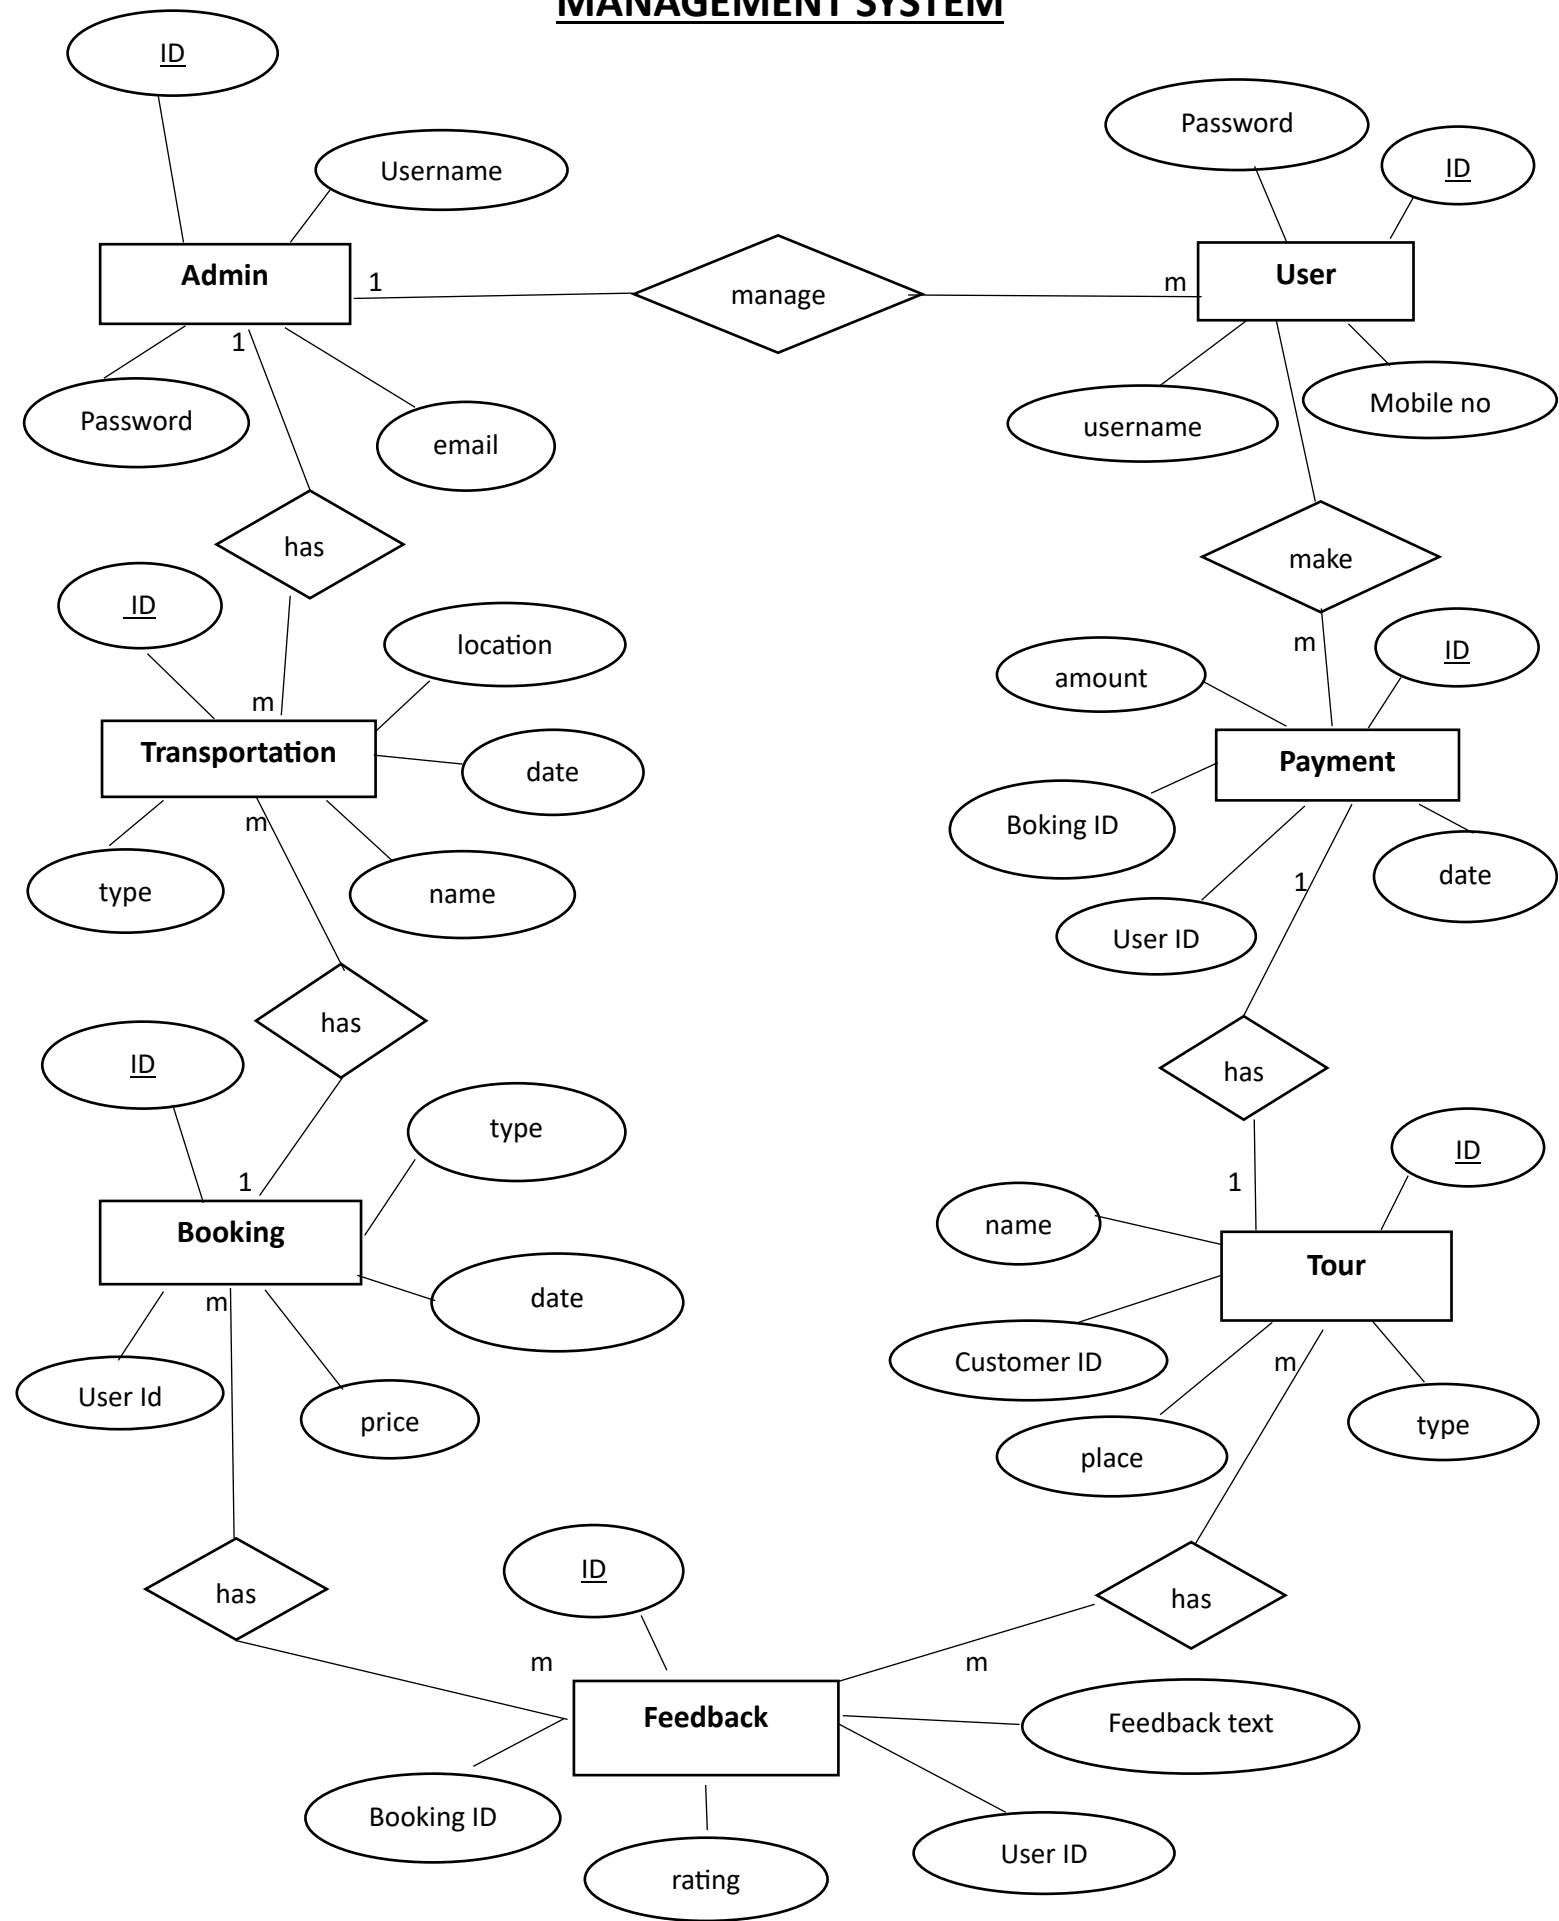 MANAGEMENT SYSTEM
ID
Username
Password
ID
Admin
1
manage
m
User
1
Password
email
username
Mobile no
has
make
ID
location
m
amount
ID
m
Transportation
date
Payment
m
type
name
Boking ID
1
date
User ID
has
has
ID
type
1
1
ID
name
Booking
date
Tour
m
User Id
price
Customer ID
m
place
type
ID
has
has
m
m
Feedback
Feedback text
Booking ID
rating
User ID